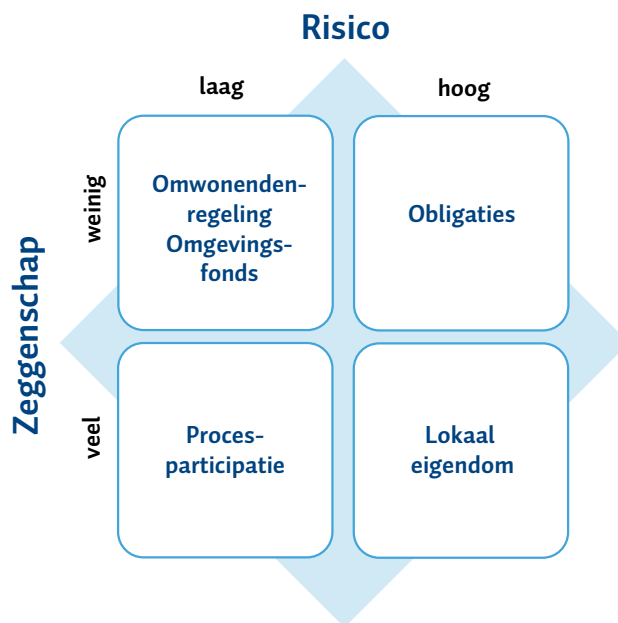 Risico
laag
hoog
Zeggenschap
weinig
Omwonenden-
regeling
Omgevings-
fonds
Obligaties
veel
Proces-
participatie
Lokaal
eigendom